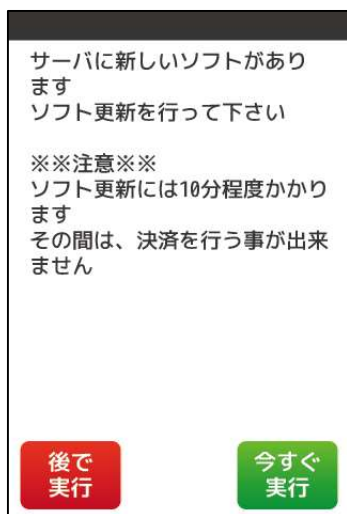 サーバに新しいソフトがあり
ます
ソフト更新を行って下さい
※※注意※※
ソフト更新には10分程度かかり
ます
その間は、決済を行う事が出来
ません
後で
実行
今すぐ
実行